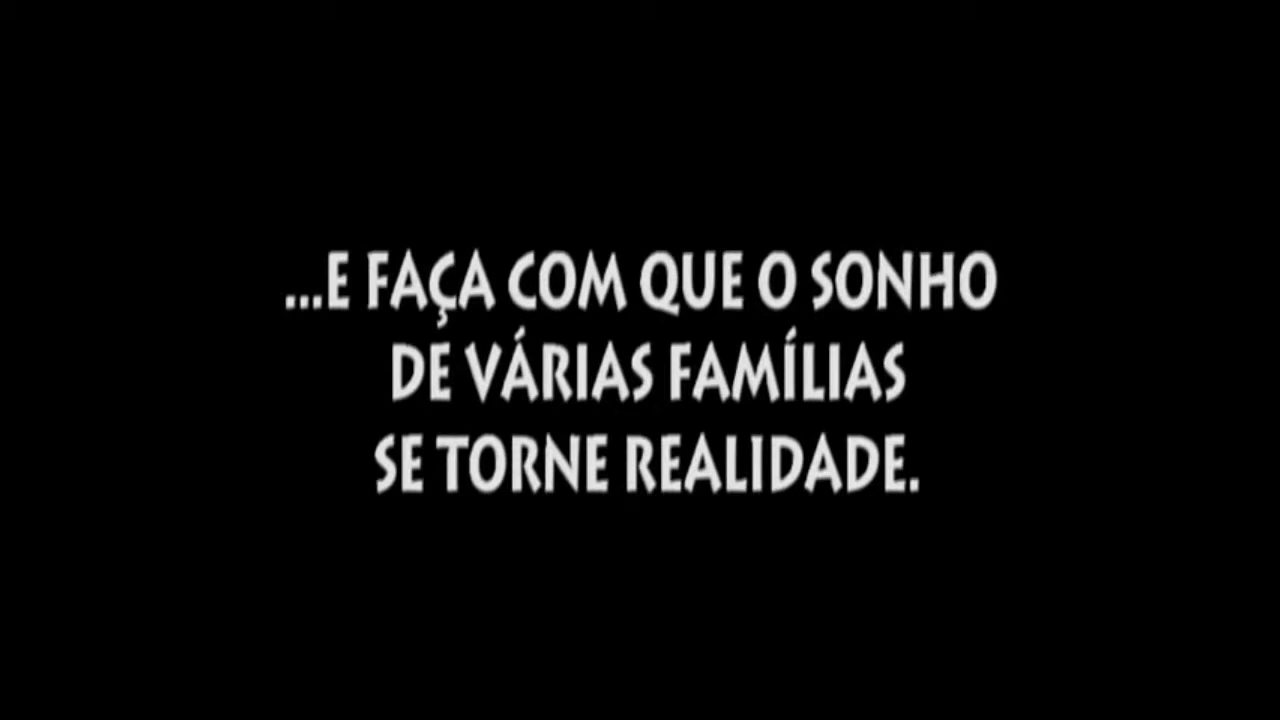 ...E FAÇA COM QUE O SONHO
DE VÁRIAS FAMÍLIAS
SE TORNE REALIDADE.